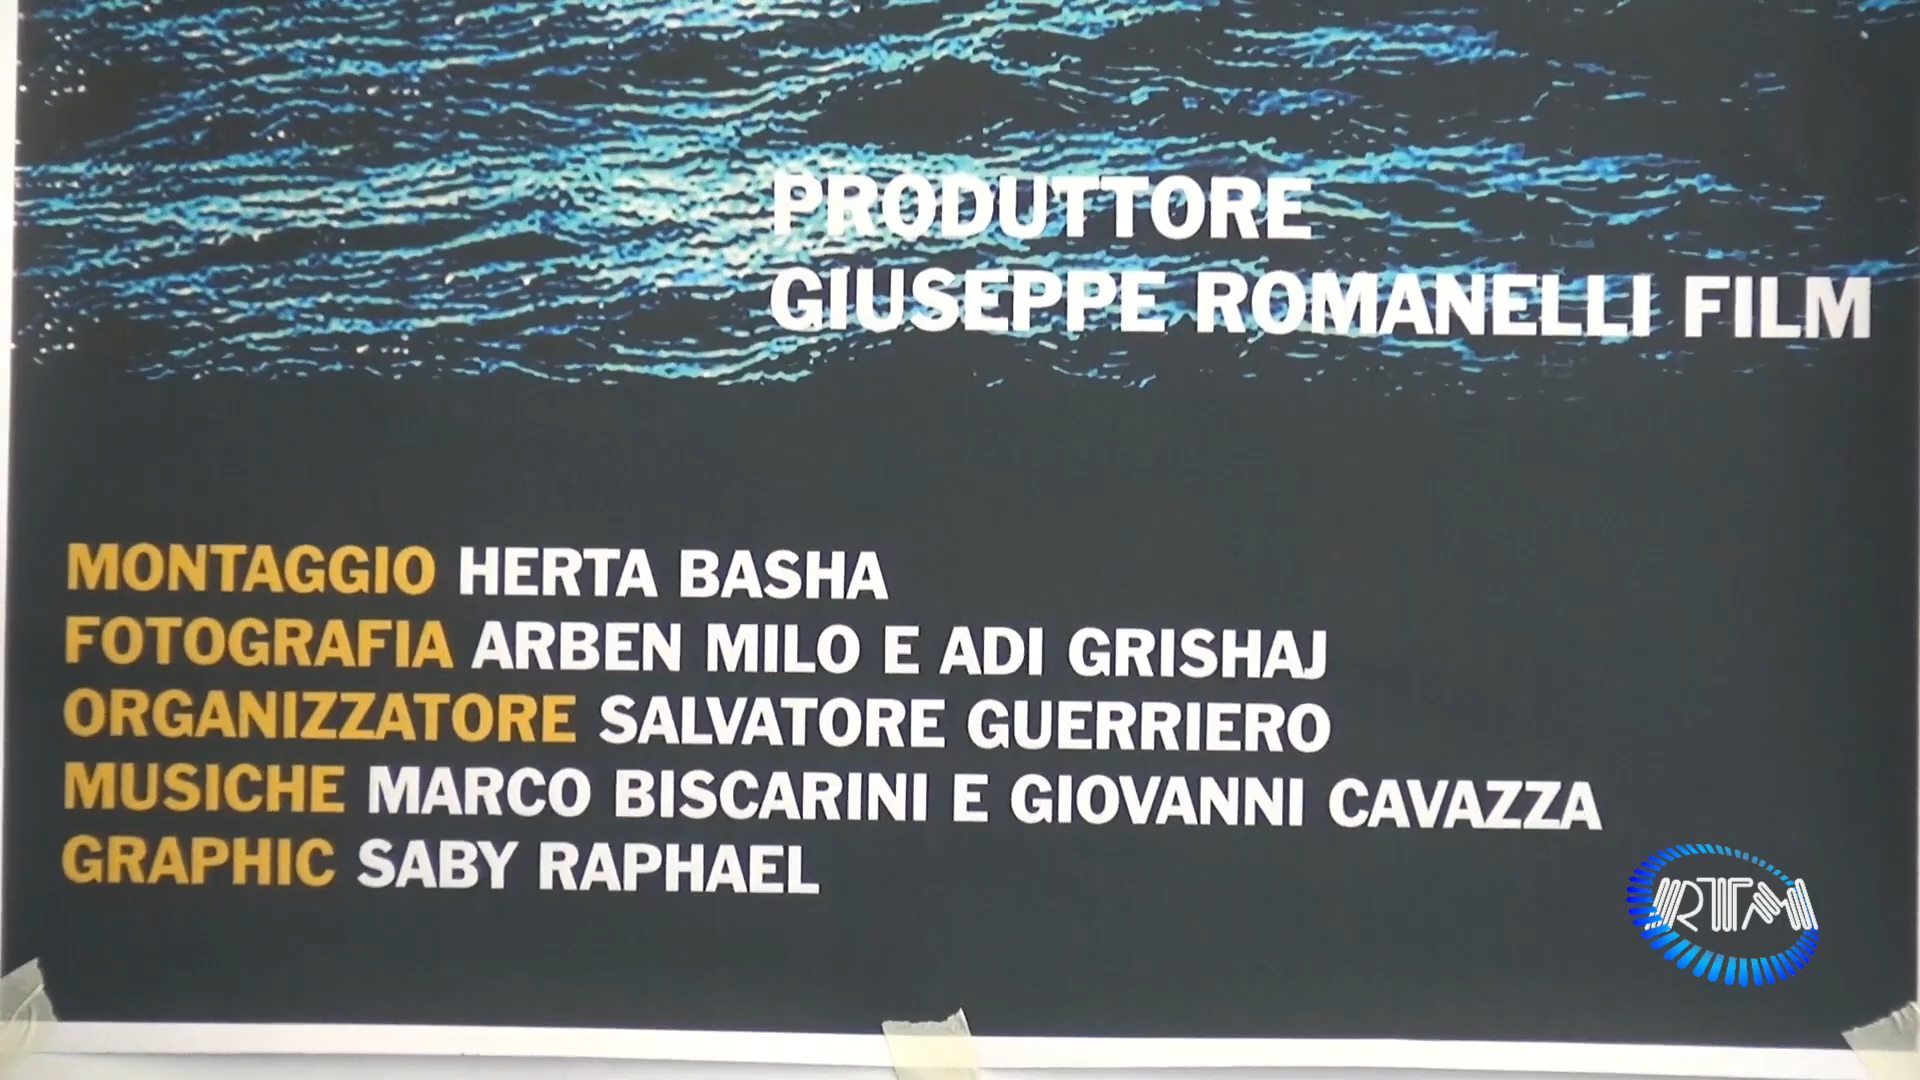 PRODUTTORE
GIUSEPPE ROMANELLI FILM
MONTAGGIO HERTA BASHA
FOTOGRAFIA ARBEN MILO E ADI GRISHAJ
ORGANIZZATORE SALVATORE GUERRIERO
MUSICHE MARCO BISCARINI E GIOVANNI CAVAZZA
GRAPHIC SABY RAPHAEL
RTM